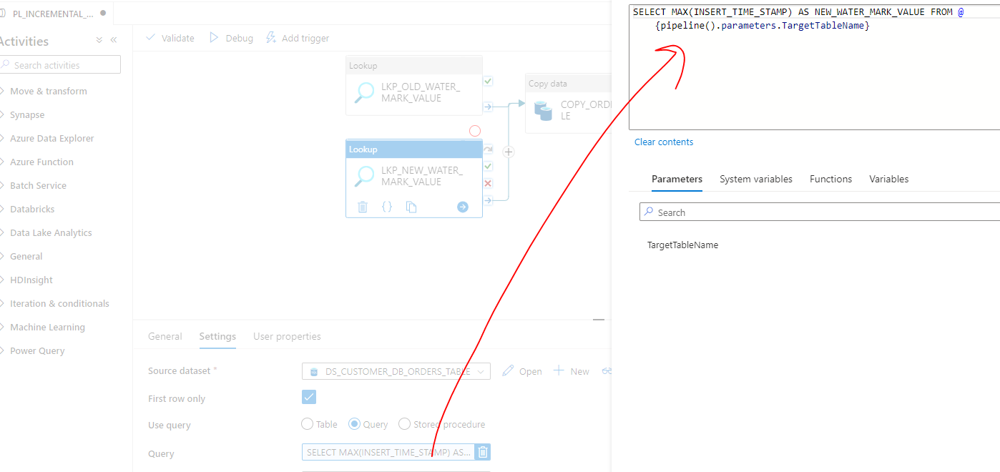 PL_INCREMENTAL_...
Activities
Search activities
Move & transform
Synapse
Azure Data Explorer
Azure Function
Batch Service
Databricks
Data Lake Analytics
General
HDInsight
Iteration & conditionals
Machine Learning
Power Query
Validate
Debug
Add trigger
Lookup
LKP_OLD_WATER_
MARK_VALUE
Lookup
LKP_NEW_WATER_
MARK_VALUE
Copy data
COPY_ORD
LE
General Settings User properties
Source dataset *
DS_CUSTOMER_DB_ORDERS_TABLE
Open
New
First row only
Use query
Table
Query
Stored procedure
Query
SELECT MAX(INSERT_TIME_STAMP) AS...
SELECT MAX(INSERT_TIME_STAMP) AS NEW_WATER_MARK_VALUE FROM @
{pipeline().parameters.TargetTableName}
Clear contents
Parameters System variables Functions Variables
Search
TargetTableName